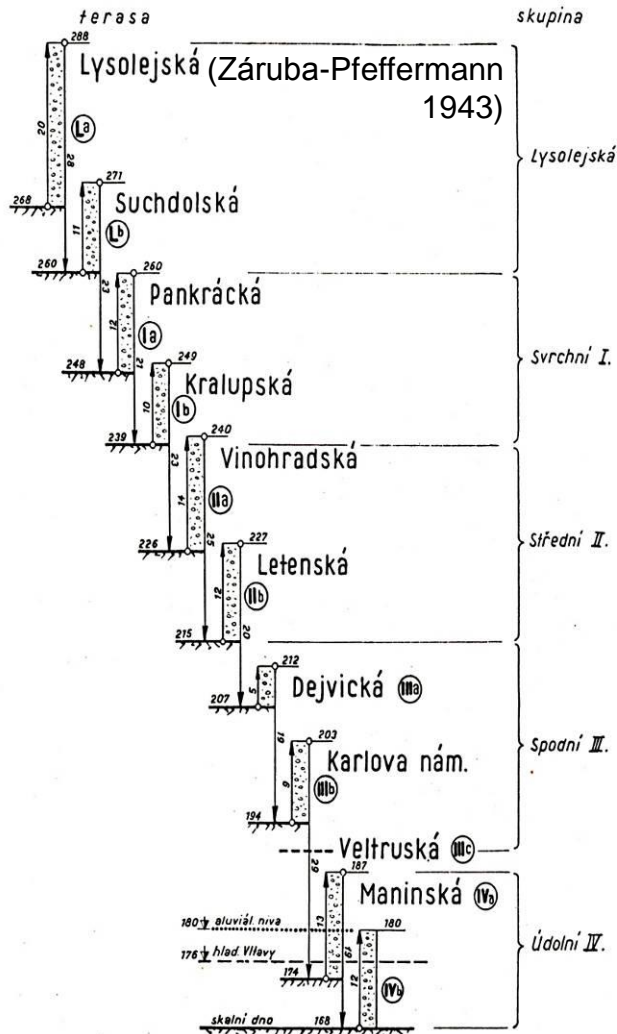 terasa
skupina
288
Lysolejská (Záruba-Pfeffermann
1943)
20
La
28
Lysolejská
268
271
Suchdolská
11
Lb
260
260
23
Pankrácká
12
Ia
21
Svrchní I.
248
249
Kralupská
10
Ib
239
240
23
Vinohradská
14
IIa
25
Střední II.
226
227
Letenská
12
IIb
20
215
212
5
Dejvická IIIa
207
19
203
Karlova nám.
9
IIIb
Spodní III.
194
Veltruská IIIc
29
187
Maninská IVa
13
180 aluviál. niva
180
19
Údolní IV.
176 hlad. Vltavy
12
IVb
174
skalní dno
168